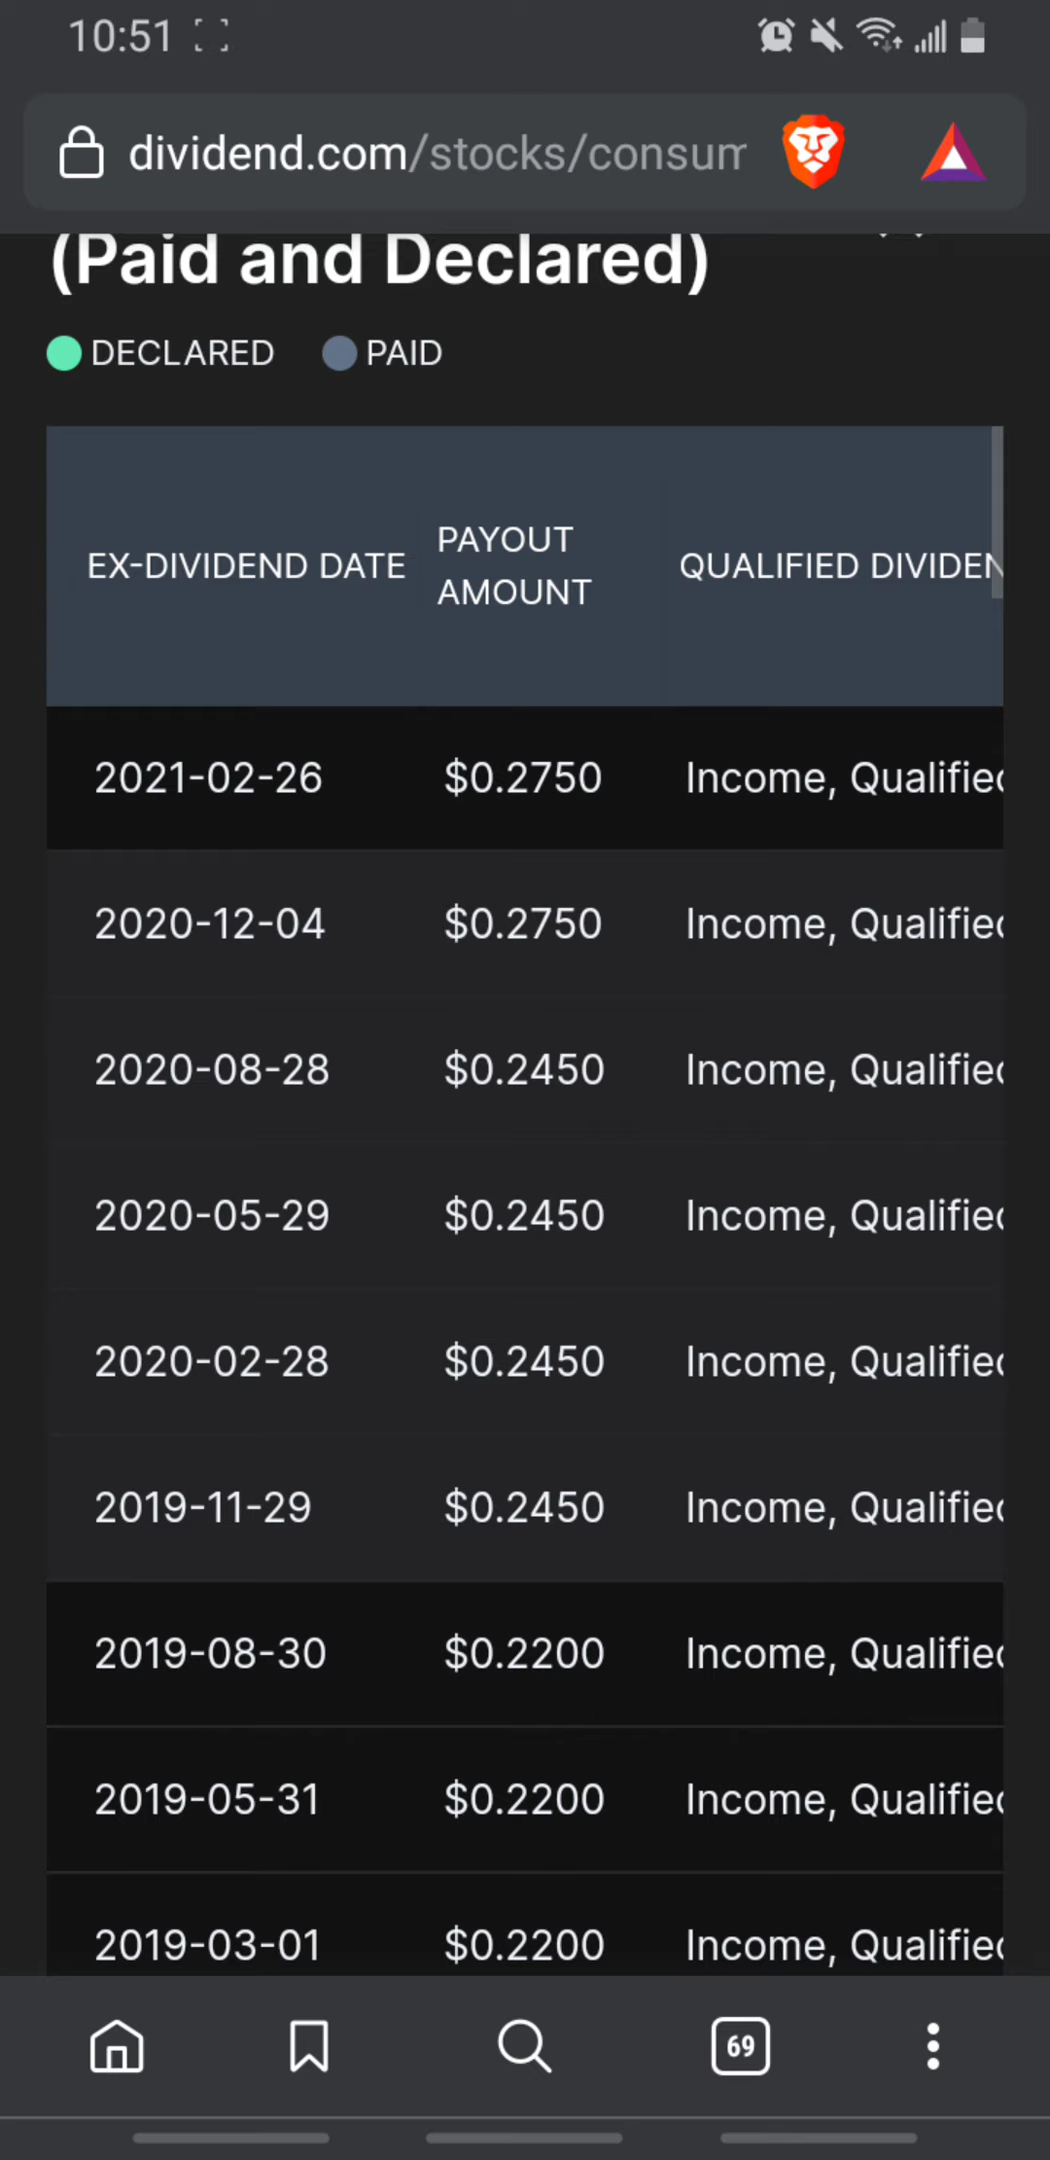 10:51
dividend.com/stocks/consum
(Paid and Declared)
DECLARED PAID
EX-DIVIDEND DATE PAYOUT AMOUNT QUALIFIED DIVIDEN
2021-02-26 $0.2750 Income, Qualified
2020-12-04 $0.2750 Income, Qualified
2020-08-28 $0.2450 Income, Qualified
2020-05-29 $0.2450 Income, Qualified
2020-02-28 $0.2450 Income, Qualified
2019-11-29 $0.2450 Income, Qualified
2019-08-30 $0.2200 Income, Qualified
2019-05-31 $0.2200 Income, Qualified
2019-03-01 $0.2200 Income, Qualified
69